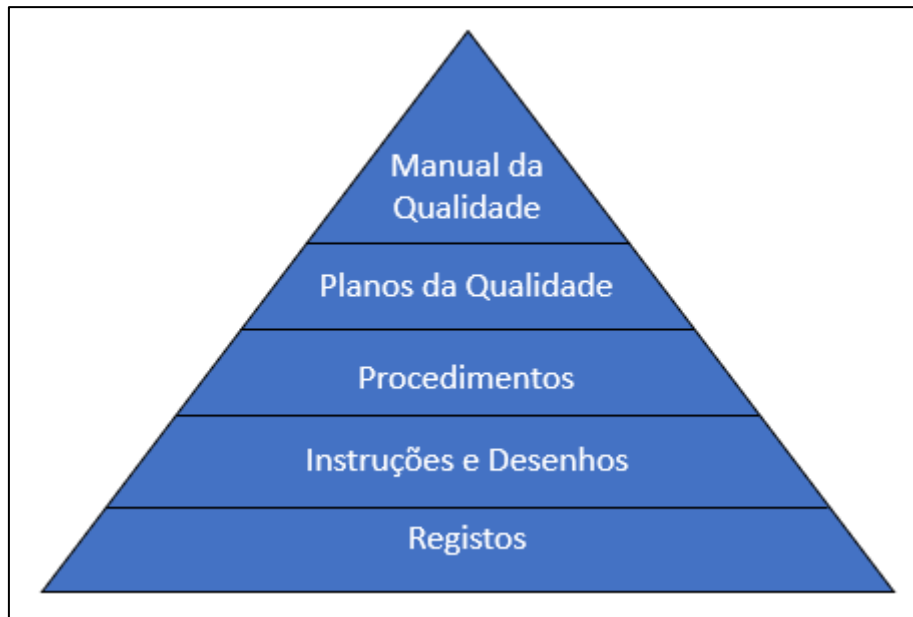 Manual da
Qualidade
Planos da Qualidade
Procedimentos
Instruções e Desenhos
Registos